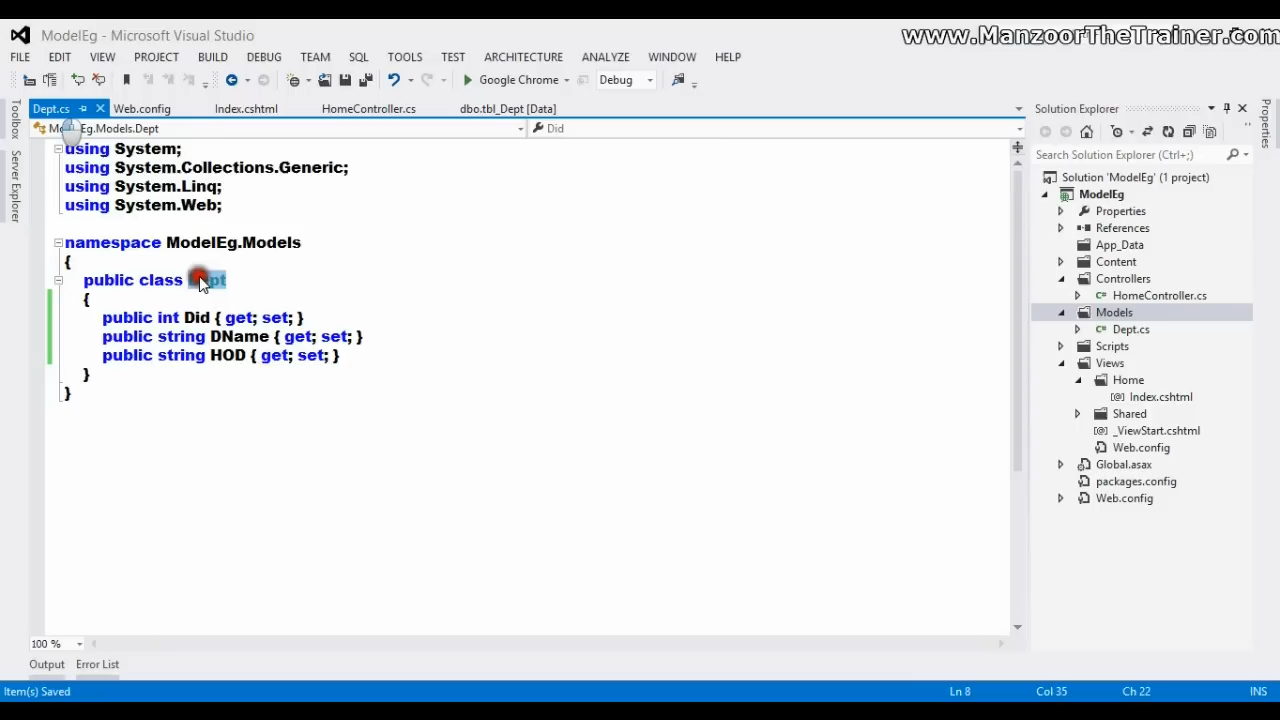 ModelEg - Microsoft Visual Studio
www.ManzoorTheTrainer.com
FILE EDIT VIEW PROJECT BUILD DEBUG TEAM SQL TOOLS TEST ARCHITECTURE ANALYZE WINDOW HELP
Google Chrome Debug
Dept.cs Web.config Index.cshtml HomeController.cs dbo.tbl_Dept [Data]
Eg.Models.Dept Did
Toolbox
Server Explorer
using System;
using System.Collections.Generic;
using System.Linq;
using System.Web;
namespace ModelEg.Models
{
public class
{
public int Did { get; set; }
public string DName { get; set; }
public string HOD { get; set; }
}
}
100 %
Output Error List
Item(s) Saved Ln 8 Col 35 Ch 22 INS
Solution Explorer
Search Solution Explorer (Ctrl+;)
Solution 'ModelEg' (1 project)
ModelEg
Properties
References
App_Data
Content
Controllers
HomeController.cs
Models
Dept.cs
Scripts
Views
Home
Index.cshtml
Shared
_ViewStart.cshtml
Web.config
Global.asax
packages.config
Web.config
Properties